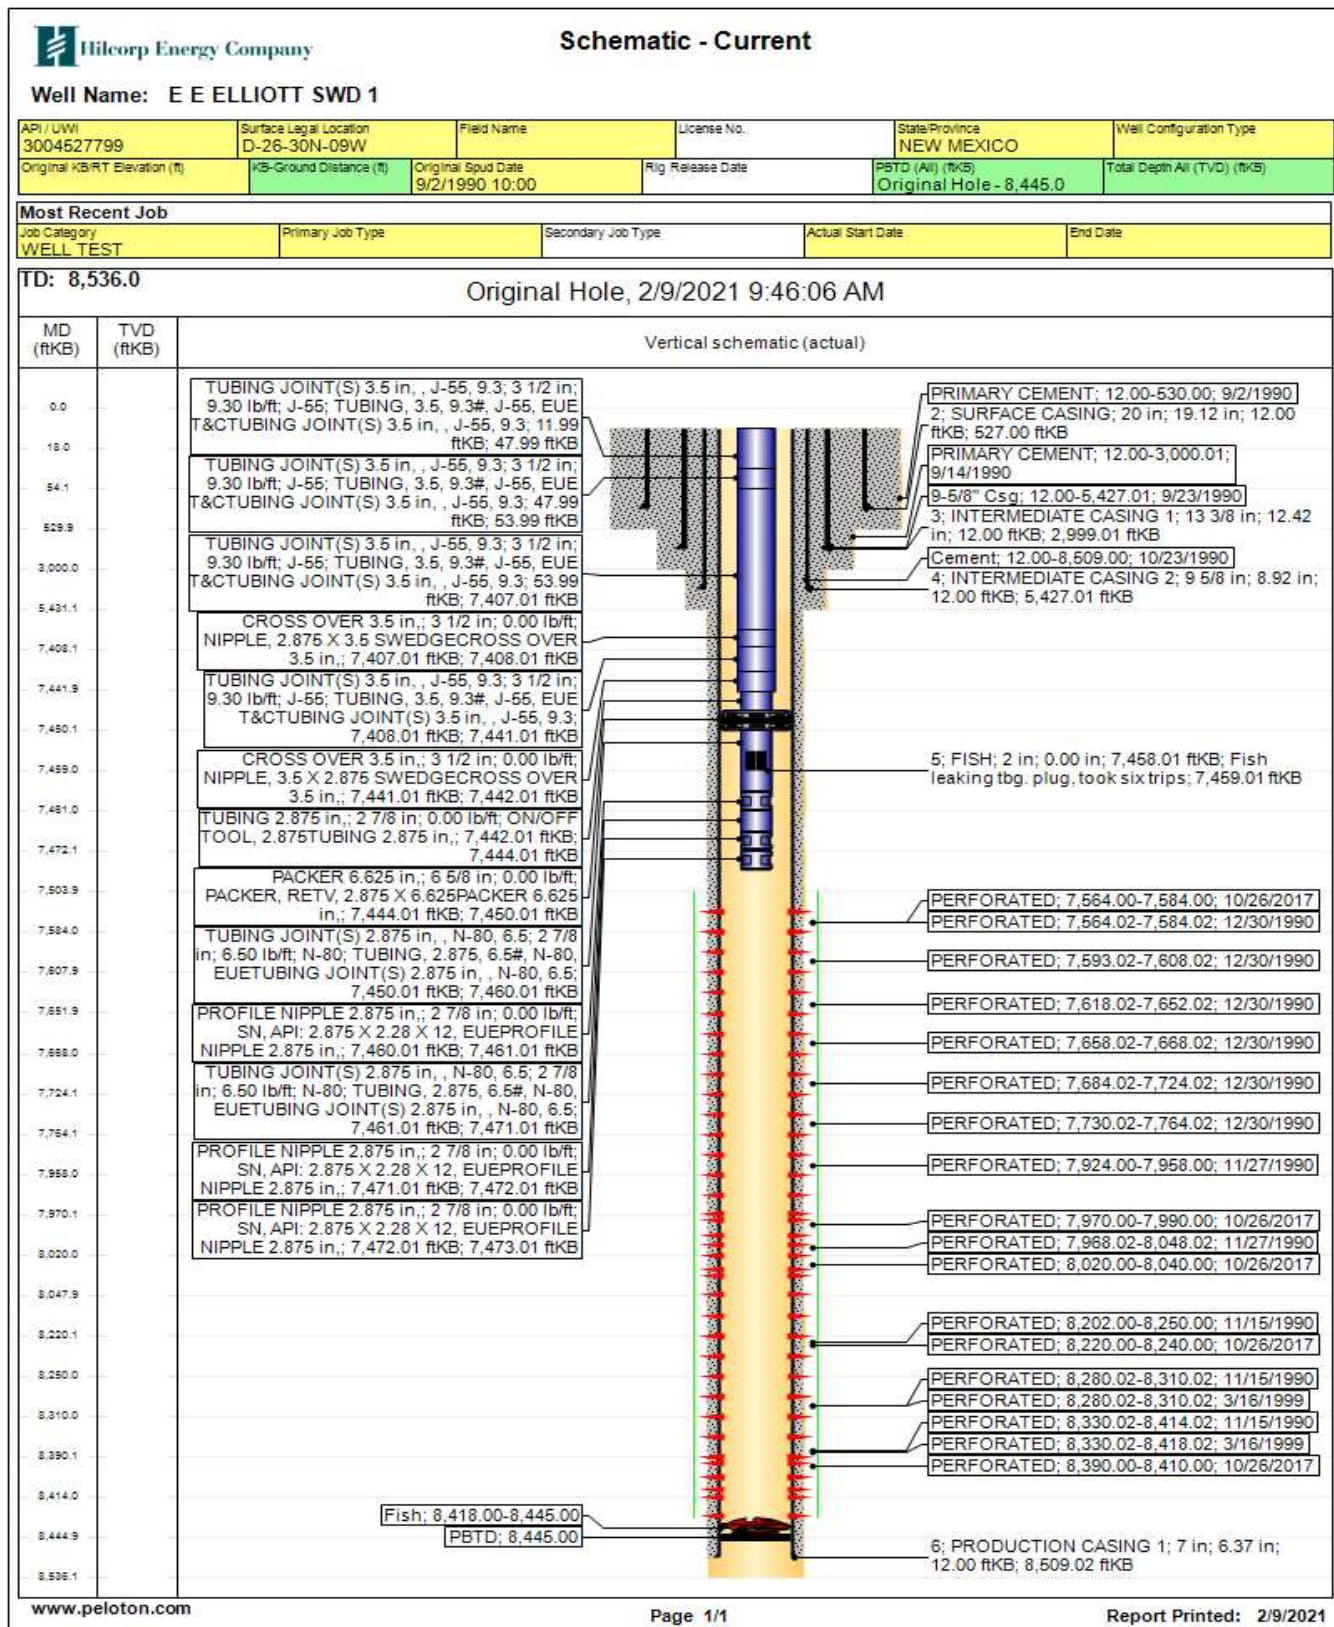 Hilcorp Energy Company
Schematic - Current
Well Name: E E ELLIOTT SWD 1
API / UWI
3004527799
Surface Legal Location
D-26-30N-09W
Field Name
License No.
State/Province
NEW MEXICO
Well Configuration Type
Original KB/RT Elevation (ft)
KB-Ground Distance (ft)
Original Spud Date
9/2/1990 10:00
Rig Release Date
PBTD (All) (ftKB)
Original Hole - 8,445.0
Total Depth All (TVD) (ftKB)
Most Recent Job
Job Category
WELL TEST
Primary Job Type
Secondary Job Type
Actual Start Date
End Date
TD: 8,536.0
Original Hole, 2/9/2021 9:46:06 AM
MD
(ftKB)
TVD
(ftKB)
Vertical schematic (actual)
0.0
18.0
54.1
529.9
3,000.0
5,431.1
7,408.1
7,441.9
7,450.1
7,459.0
7,461.0
7,472.1
7,503.9
7,584.0
7,607.9
7,651.9
7,668.0
7,724.1
7,764.1
7,958.0
7,970.1
8,020.0
8,047.9
8,220.1
8,250.0
8,310.0
8,390.1
8,414.0
8,444.9
8,536.1
TUBING JOINT(S) 3.5 in, , J-55, 9.3; 3 1/2 in;
9.30 lb/ft; J-55; TUBING, 3.5, 9.3#, J-55, EUE
T&CTUBING JOINT(S) 3.5 in, , J-55, 9.3; 11.99
ftKB; 47.99 ftKB
TUBING JOINT(S) 3.5 in, , J-55, 9.3; 3 1/2 in;
9.30 lb/ft; J-55; TUBING, 3.5, 9.3#, J-55, EUE
T&CTUBING JOINT(S) 3.5 in, , J-55, 9.3; 47.99
ftKB; 53.99 ftKB
TUBING JOINT(S) 3.5 in, , J-55, 9.3; 3 1/2 in;
9.30 lb/ft; J-55; TUBING, 3.5, 9.3#, J-55, EUE
T&CTUBING JOINT(S) 3.5 in, , J-55, 9.3; 53.99
ftKB; 7,407.01 ftKB
CROSS OVER 3.5 in,; 3 1/2 in; 0.00 lb/ft;
NIPPLE, 2.875 X 3.5 SWEDGECROSS OVER
3.5 in,; 7,407.01 ftKB; 7,408.01 ftKB
TUBING JOINT(S) 3.5 in, , J-55, 9.3; 3 1/2 in;
9.30 lb/ft; J-55; TUBING, 3.5, 9.3#, J-55, EUE
T&CTUBING JOINT(S) 3.5 in, , J-55, 9.3;
7,408.01 ftKB; 7,441.01 ftKB
CROSS OVER 3.5 in,; 3 1/2 in; 0.00 lb/ft;
NIPPLE, 3.5 X 2.875 SWEDGECROSS OVER
3.5 in,; 7,441.01 ftKB; 7,442.01 ftKB
TUBING 2.875 in,; 2 7/8 in; 0.00 lb/ft; ON/OFF
TOOL, 2.875TUBING 2.875 in,; 7,442.01 ftKB;
7,444.01 ftKB
PACKER 6.625 in,; 6 5/8 in; 0.00 lb/ft;
PACKER, RETV, 2.875 X 6.625PACKER 6.625
in,; 7,444.01 ftKB; 7,450.01 ftKB
TUBING JOINT(S) 2.875 in, , N-80, 6.5; 2 7/8
in; 6.50 lb/ft; N-80; TUBING, 2.875, 6.5#, N-80,
EUETUBING JOINT(S) 2.875 in, , N-80, 6.5;
7,450.01 ftKB; 7,460.01 ftKB
PROFILE NIPPLE 2.875 in,; 2 7/8 in; 0.00 lb/ft;
SN, API: 2.875 X 2.28 X 12, EUEPROFILE
NIPPLE 2.875 in,; 7,460.01 ftKB; 7,461.01 ftKB
TUBING JOINT(S) 2.875 in, , N-80, 6.5; 2 7/8
in; 6.50 lb/ft; N-80; TUBING, 2.875, 6.5#, N-80,
EUETUBING JOINT(S) 2.875 in, , N-80, 6.5;
7,461.01 ftKB; 7,471.01 ftKB
PROFILE NIPPLE 2.875 in,; 2 7/8 in; 0.00 lb/ft;
SN, API: 2.875 X 2.28 X 12, EUEPROFILE
NIPPLE 2.875 in,; 7,471.01 ftKB; 7,472.01 ftKB
PROFILE NIPPLE 2.875 in,; 2 7/8 in; 0.00 lb/ft;
SN, API: 2.875 X 2.28 X 12, EUEPROFILE
NIPPLE 2.875 in,; 7,472.01 ftKB; 7,473.01 ftKB
Fish; 8,418.00-8,445.00
PBTD; 8,445.00
PRIMARY CEMENT; 12.00-530.00; 9/2/1990
2; SURFACE CASING; 20 in; 19.12 in; 12.00
ftKB; 527.00 ftKB
PRIMARY CEMENT; 12.00-3,000.01;
9/14/1990
9-5/8" Csg; 12.00-5,427.01; 9/23/1990
3; INTERMEDIATE CASING 1; 13 3/8 in; 12.42
in; 12.00 ftKB; 2,999.01 ftKB
Cement; 12.00-8,509.00; 10/23/1990
4; INTERMEDIATE CASING 2; 9 5/8 in; 8.92 in;
12.00 ftKB; 5,427.01 ftKB
5; FISH; 2 in; 0.00 in; 7,458.01 ftKB; Fish
leaking tbg. plug, took six trips; 7,459.01 ftKB
PERFORATED; 7,564.00-7,584.00; 10/26/2017
PERFORATED; 7,564.02-7,584.02; 12/30/1990
PERFORATED; 7,593.02-7,608.02; 12/30/1990
PERFORATED; 7,618.02-7,652.02; 12/30/1990
PERFORATED; 7,658.02-7,668.02; 12/30/1990
PERFORATED; 7,684.02-7,724.02; 12/30/1990
PERFORATED; 7,730.02-7,764.02; 12/30/1990
PERFORATED; 7,924.00-7,958.00; 11/27/1990
PERFORATED; 7,970.00-7,990.00; 10/26/2017
PERFORATED; 7,968.02-8,048.02; 11/27/1990
PERFORATED; 8,020.00-8,040.00; 10/26/2017
PERFORATED; 8,202.00-8,250.00; 11/15/1990
PERFORATED; 8,220.00-8,240.00; 10/26/2017
PERFORATED; 8,280.02-8,310.02; 11/15/1990
PERFORATED; 8,280.02-8,310.02; 3/16/1999
PERFORATED; 8,330.02-8,414.02; 11/15/1990
PERFORATED; 8,330.02-8,418.02; 3/16/1999
PERFORATED; 8,390.00-8,410.00; 10/26/2017
6; PRODUCTION CASING 1; 7 in; 6.37 in;
12.00 ftKB; 8,509.02 ftKB
www.peloton.com
Page 1/1
Report Printed: 2/9/2021